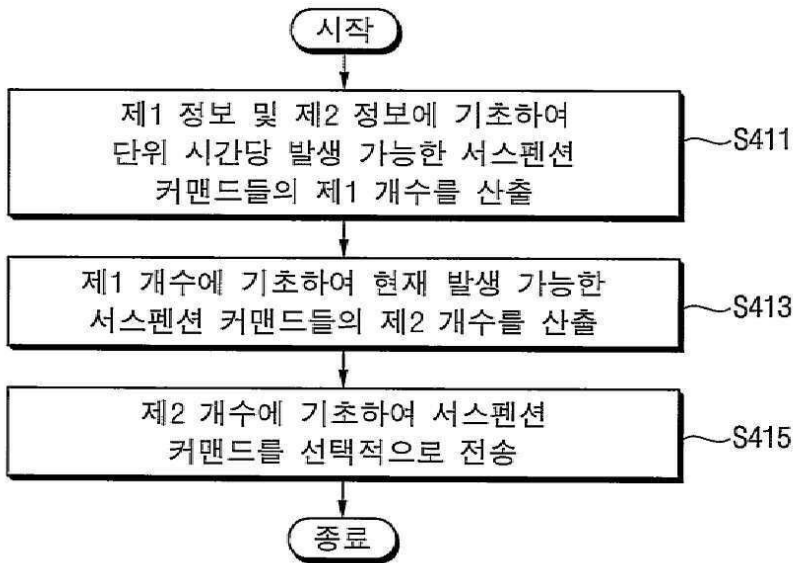 시작
제1 정보 및 제2 정보에 기초하여
단위 시간당 발생 가능한 서스펜션
커맨드들의 제1 개수를 산출
S411
제1 개수에 기초하여 현재 발생 가능한
서스펜션 커맨드들의 제2 개수를 산출
S413
제2 개수에 기초하여 서스펜션
커맨드를 선택적으로 전송
S415
종료